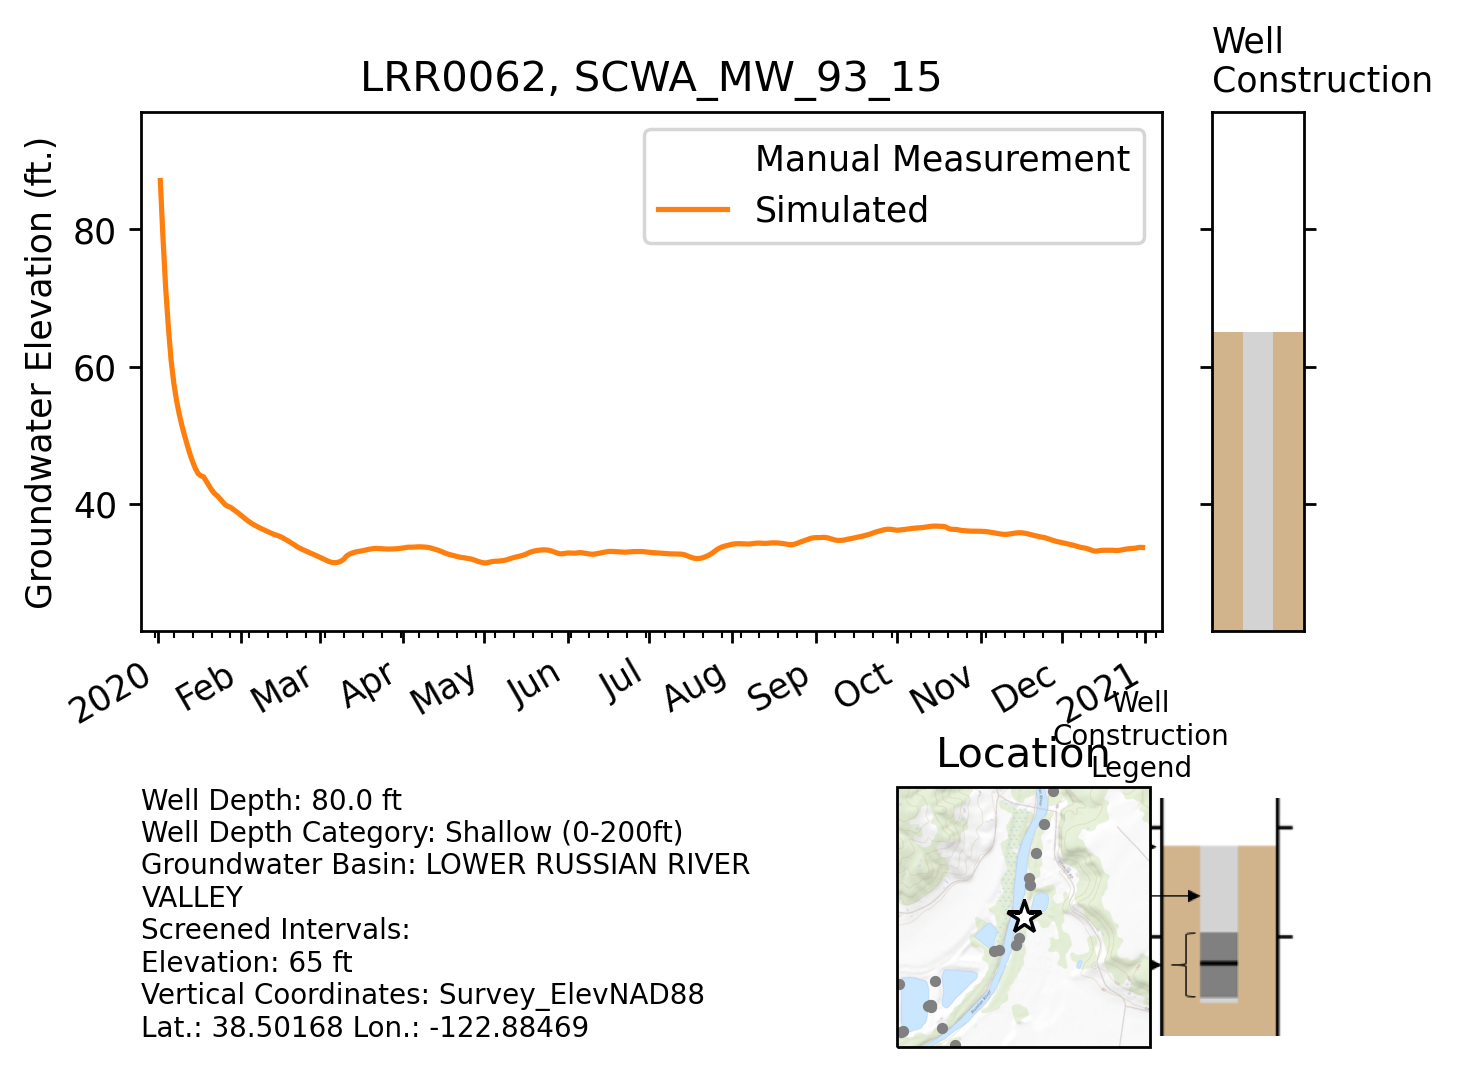 Well
Construction
LRR0062, SCWA_MW_93_15
Manual Measurement
Simulated
Groundwater Elevation (ft.)
80
60
40
2020
Feb
Mar
Apr
May
Jun
Jul
Aug
Sep
Oct
Nov
Dec
2021
Well
Construction
Legend
Location
Well Depth: 80.0 ft
Well Depth Category: Shallow (0-200ft)
Groundwater Basin: LOWER RUSSIAN RIVER
VALLEY
Screened Intervals:
Elevation: 65 ft
Vertical Coordinates: Survey_ElevNAD88
Lat.: 38.50168 Lon.: -122.88469